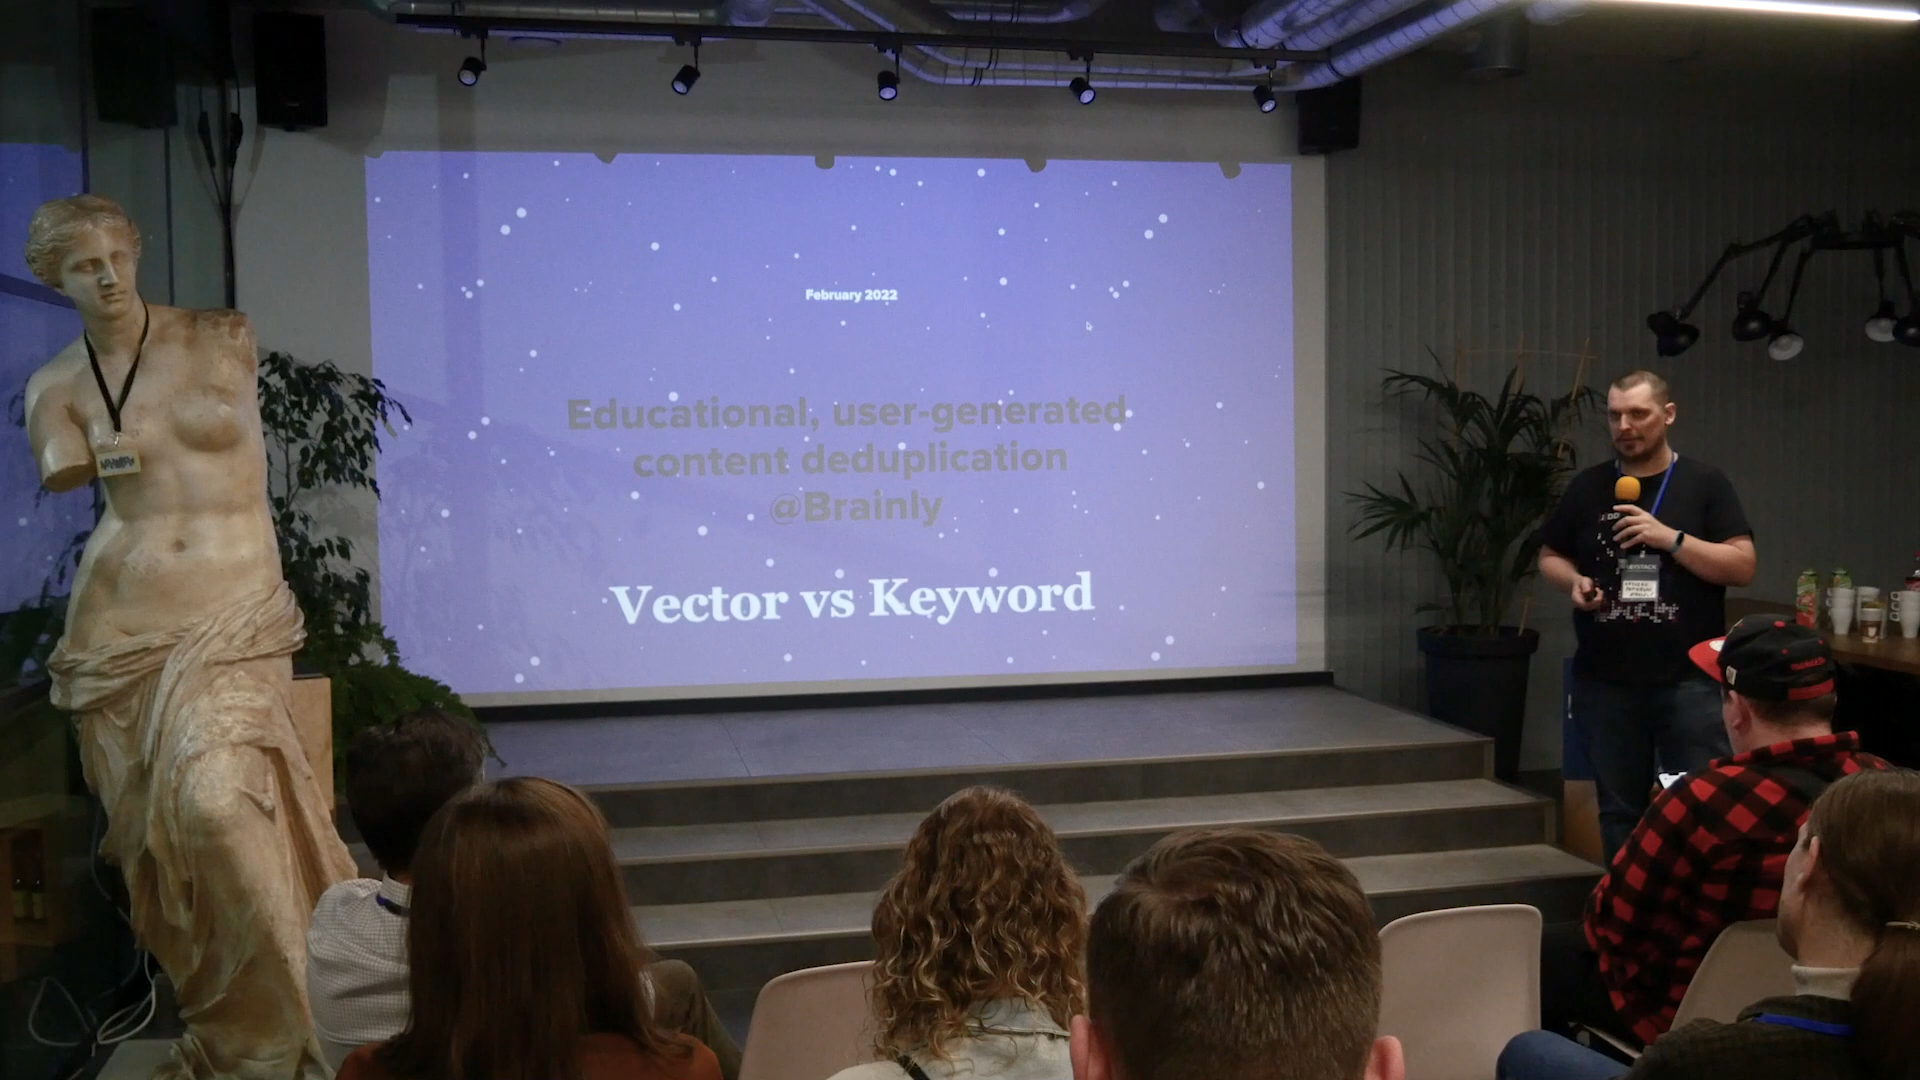 February 2022
Educational, user-generated
content deduplication
@Brainly
Vector vs Keyword